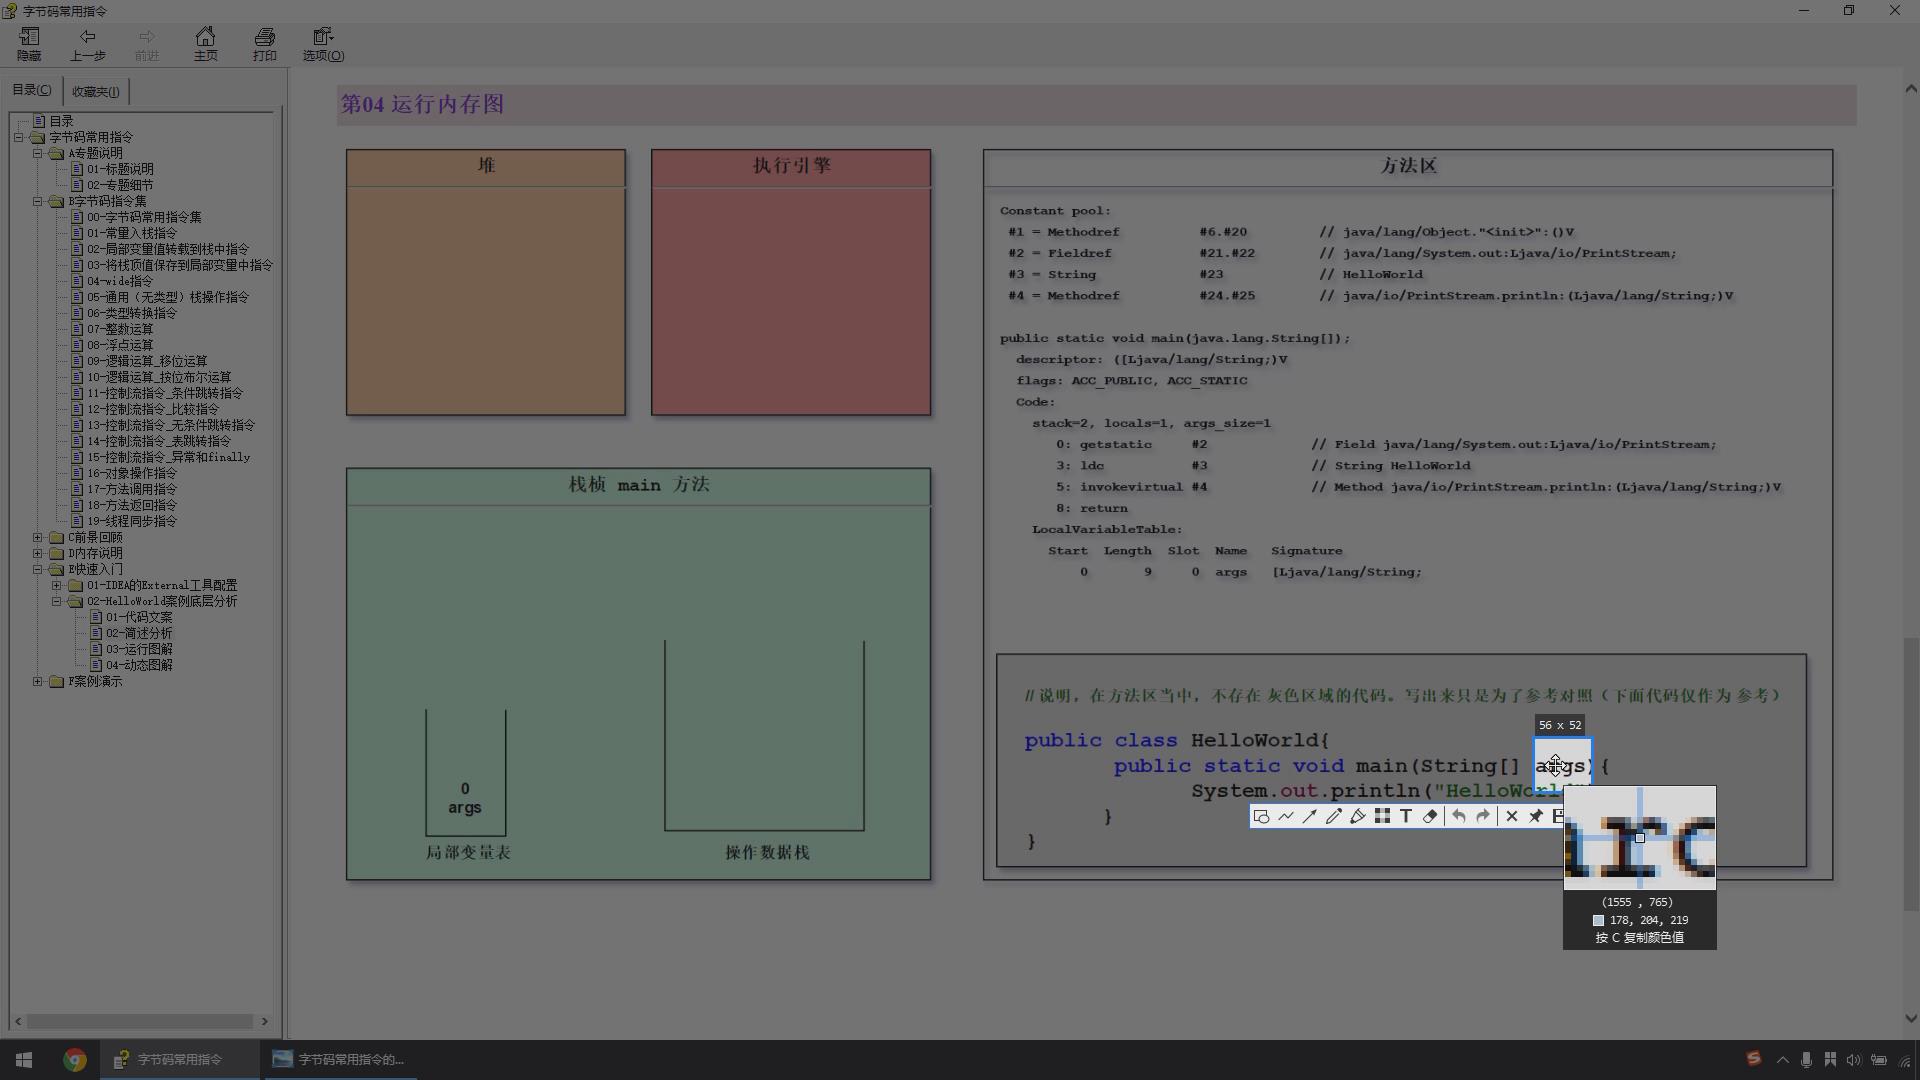 字节码常用指令
隐藏 上一步 前进 主页 打印 选项(O)
目录(C) 收藏夹(I)
目录
字节码常用指令
A专题说明
01-标题说明
02-专题细节
B字节码指令集
00-字节码常用指令集
01-常量入栈指令
02-局部变量值转载到栈中指令
03-将栈顶值保存到局部变量中指令
04-wide指令
05-通用（无类型）栈操作指令
06-类型转换指令
07-整数运算
08-浮点运算
09-逻辑运算_移位运算
10-逻辑运算_按位布尔运算
11-控制流指令_条件跳转指令
12-控制流指令_比较指令
13-控制流指令_无条件跳转指令
14-控制流指令_表跳转指令
15-控制流指令_异常和finally
16-对象操作指令
17-方法调用指令
18-方法返回指令
19-线程同步指令
C前景回顾
D内存说明
E快速入门
01-IDEA的External工具配置
02-HelloWorld案例底层分析
01-代码文案
02-简述分析
03-运行图解
04-动态图解
F案例演示
第04 运行内存图
堆
执行引擎
栈桢 main 方法
0
args
局部变量表
操作数据栈
方法区
Constant pool:
#1 = Methodref #6.#20 // java/lang/Object."<init>":()V
#2 = Fieldref #21.#22 // java/lang/System.out:Ljava/io/PrintStream;
#3 = String #23 // HelloWorld
#4 = Methodref #24.#25 // java/io/PrintStream.println:(Ljava/lang/String;)V
public static void main(java.lang.String[]);
descriptor: ([Ljava/lang/String;)V
flags: ACC_PUBLIC, ACC_STATIC
Code:
stack=2, locals=1, args_size=1
0: getstatic #2 // Field java/lang/System.out:Ljava/io/PrintStream;
3: ldc #3 // String HelloWorld
5: invokevirtual #4 // Method java/io/PrintStream.println:(Ljava/lang/String;)V
8: return
LocalVariableTable:
Start Length Slot Name Signature
0 9 0 args [Ljava/lang/String;
// 说明，在方法区当中，不存在 灰色区域的代码。写出来只是为了参考对照（下面代码仅作为 参考）
56 x 52
public class HelloWorld{
public static void main(String[] args){
System.out.println("HelloWorld"
}
}
(1555 , 765)
178, 204, 219
按 C 复制颜色值
字节码常用指令
字节码常用指令的...